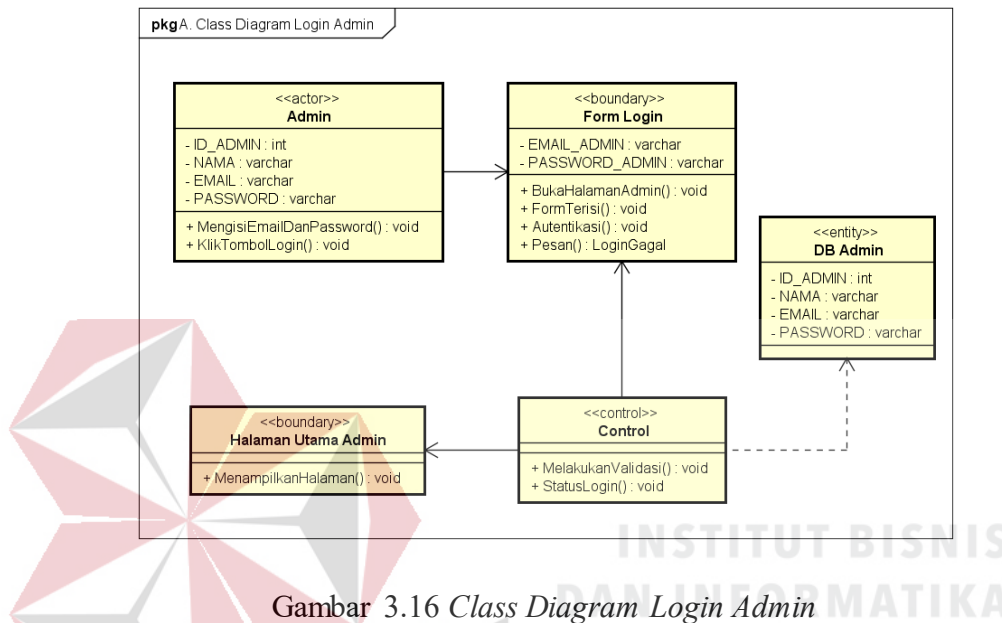 pkg A. Class Diagram Login Admin
<<actor>>
Admin
- ID_ADMIN : int
- NAMA : varchar
- EMAIL : varchar
- PASSWORD : varchar
+ MengisiEmailDanPassword() : void
+ KlikTombolLogin() : void
<<boundary>>
Form Login
- EMAIL_ADMIN : varchar
- PASSWORD_ADMIN : varchar
+ BukaHalamanAdmin() : void
+ FormTerisi() : void
+ Autentikasi() : void
+ Pesan() : LoginGagal
<<entity>>
DB Admin
- ID_ADMIN : int
- NAMA : varchar
- EMAIL : varchar
- PASSWORD : varchar
<<boundary>>
Halaman Utama Admin
+ MenampilkanHalaman() : void
<<control>>
Control
+ MelakukanValidasi() : void
+ StatusLogin() : void
INSTITUT BISNIS
DAN INFORMATIKA
Gambar 3.16 Class Diagram Login Admin